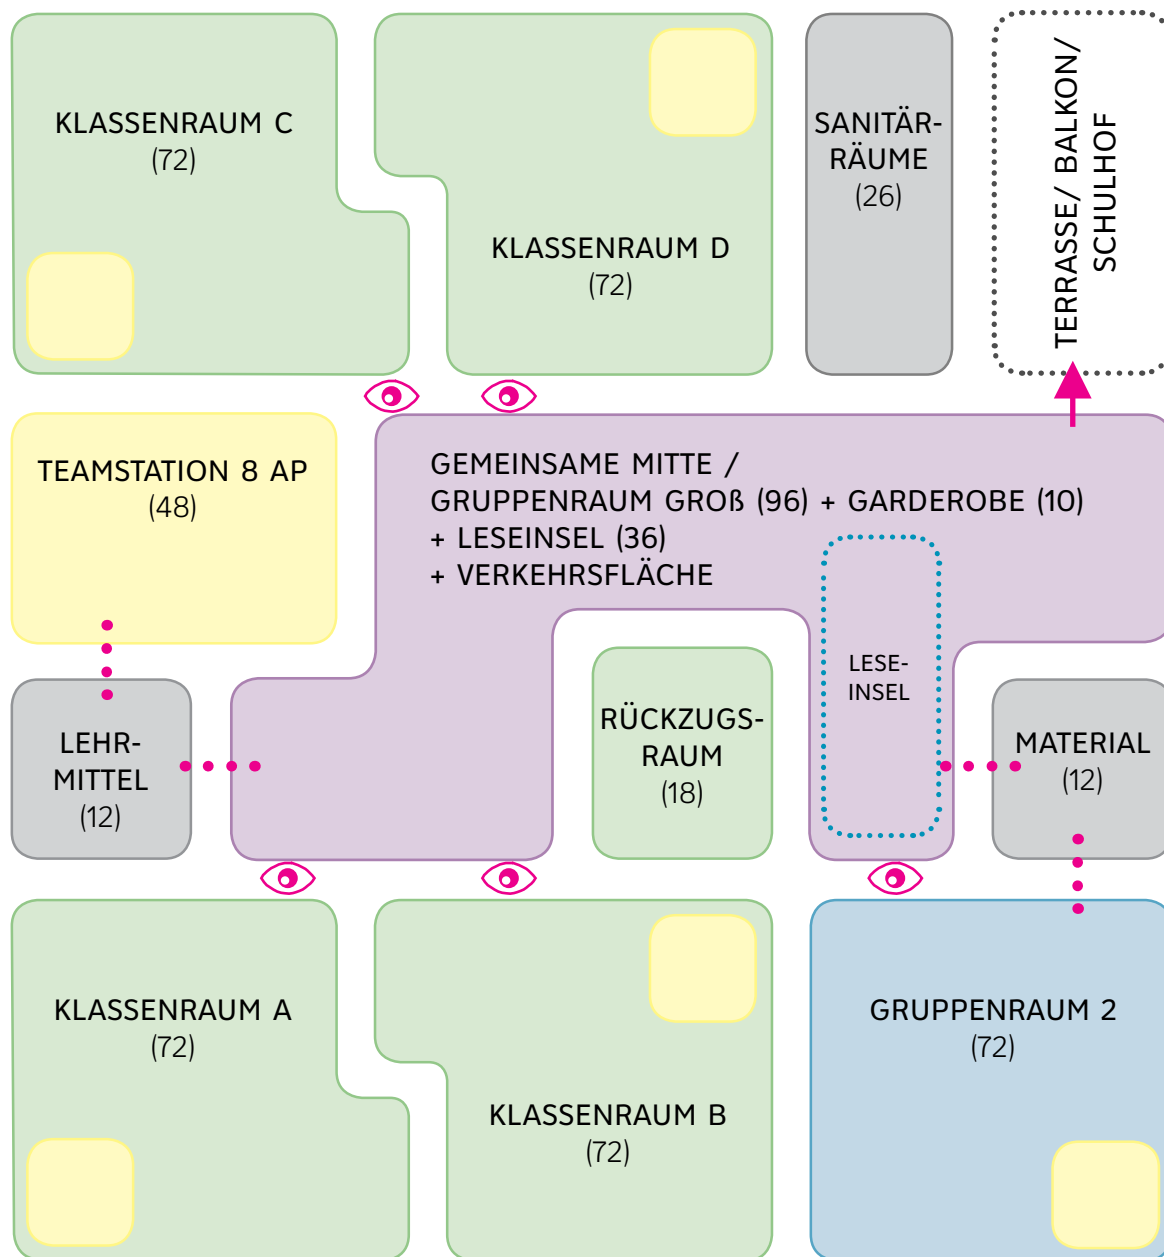 KLASSENRAUM C
(72)
KLASSENRAUM D
(72)
SANITÄR-
RÄUME
(26)
TERRASSE/ BALKON/
SCHULHOF
TEAMSTATION 8 AP
(48)
GEMEINSAME MITTE /
GRUPPENRAUM GROß (96) + GARDEROBE (10)
+ LESEINSEL (36)
+ VERKEHRSFLÄCHE
LESE-
INSEL
LEHR-
MITTEL
(12)
RÜCKZUGS-
RAUM
(18)
MATERIAL
(12)
KLASSENRAUM A
(72)
KLASSENRAUM B
(72)
GRUPPENRAUM 2
(72)